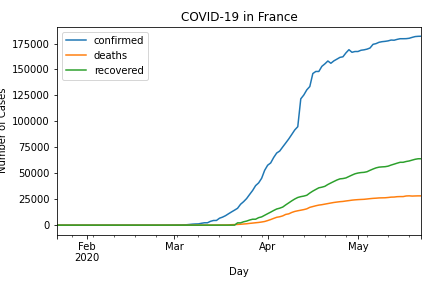 COVID-19 in France
confirmed
deaths
recovered
Number of Cases
175000
150000
125000
100000
75000
50000
25000
0
Feb
2020
Mar
Apr
May
Day